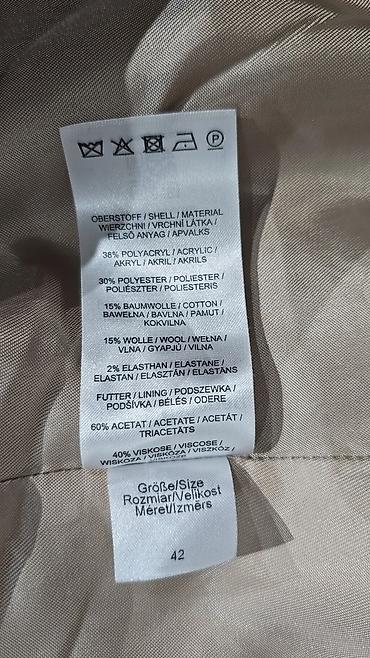 P
OBERSTOFF / SHELL / MATERIAL
WIERZCHNI / VRCHNÍ LÁTKA /
FELSŐ ANYAG / APVALKS
38% POLYACRYL / ACRYLIC /
AKRYL / AKRIL / AKRILS
30% POLYESTER / POLIESTER /
POLIÉSZTER / POLIESTERIS
15% BAUMWOLLE / COTTON /
BAWEŁNA / BAVLNA / PAMUT /
KOKVILNA
15% WOLLE / WOOL / WEŁNA /
VLNA / GYAPJÚ / VILNA
2% ELASTHAN / ELASTANE /
ELASTAN / ELASZTÁN / ELASTĀNS
FUTTER / LINING / PODSZEWKA /
PODŠÍVKA / BÉLÉS / ODERE
60% ACETAT / ACETATE / ACETÁT /
TRIACETĀTS
40% VISKOSE / VISCOSE /
WISKOZA / VISKÓZA / VISZKÓZ /
Größe/Size
Rozmiar/Velikost
Méret/Izmērs
42